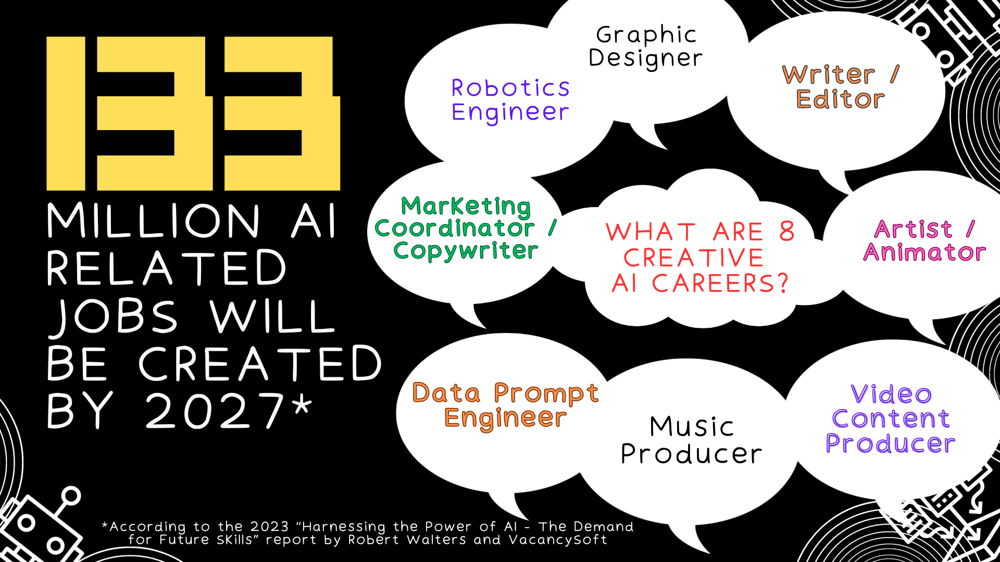 133
MILLION AI
RELATED
JOBS WILL
BE CREATED
BY 2027*
*According to the 2023 “Harnessing the Power of AI - The Demand
for Future Skills” report by Robert Walters and VacancySoft
Graphic
Designer
Robotics
Engineer
Writer /
Editor
Marketing
Coordinator /
Copywriter
WHAT ARE 8
CREATIVE
AI CAREERS?
Artist /
Animator
Data Prompt
Engineer
Music
Producer
Video
Content
Producer